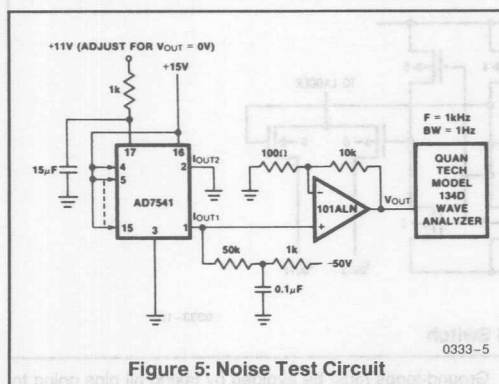 +11V (ADJUST FOR VOUT = 0V)
+15V
1k
17
16
15μF
4
5
2
IOUT2
AD7541
IOUT1
15
3
1
100Ω
10k
F = 1kHz
BW = 1Hz
QUAN
TECH
MODEL
134D
WAVE
ANALYZER
−
+
101ALN
VOUT
50k
1k
−50V
0.1μF
0333–5
Figure 5: Noise Test Circuit